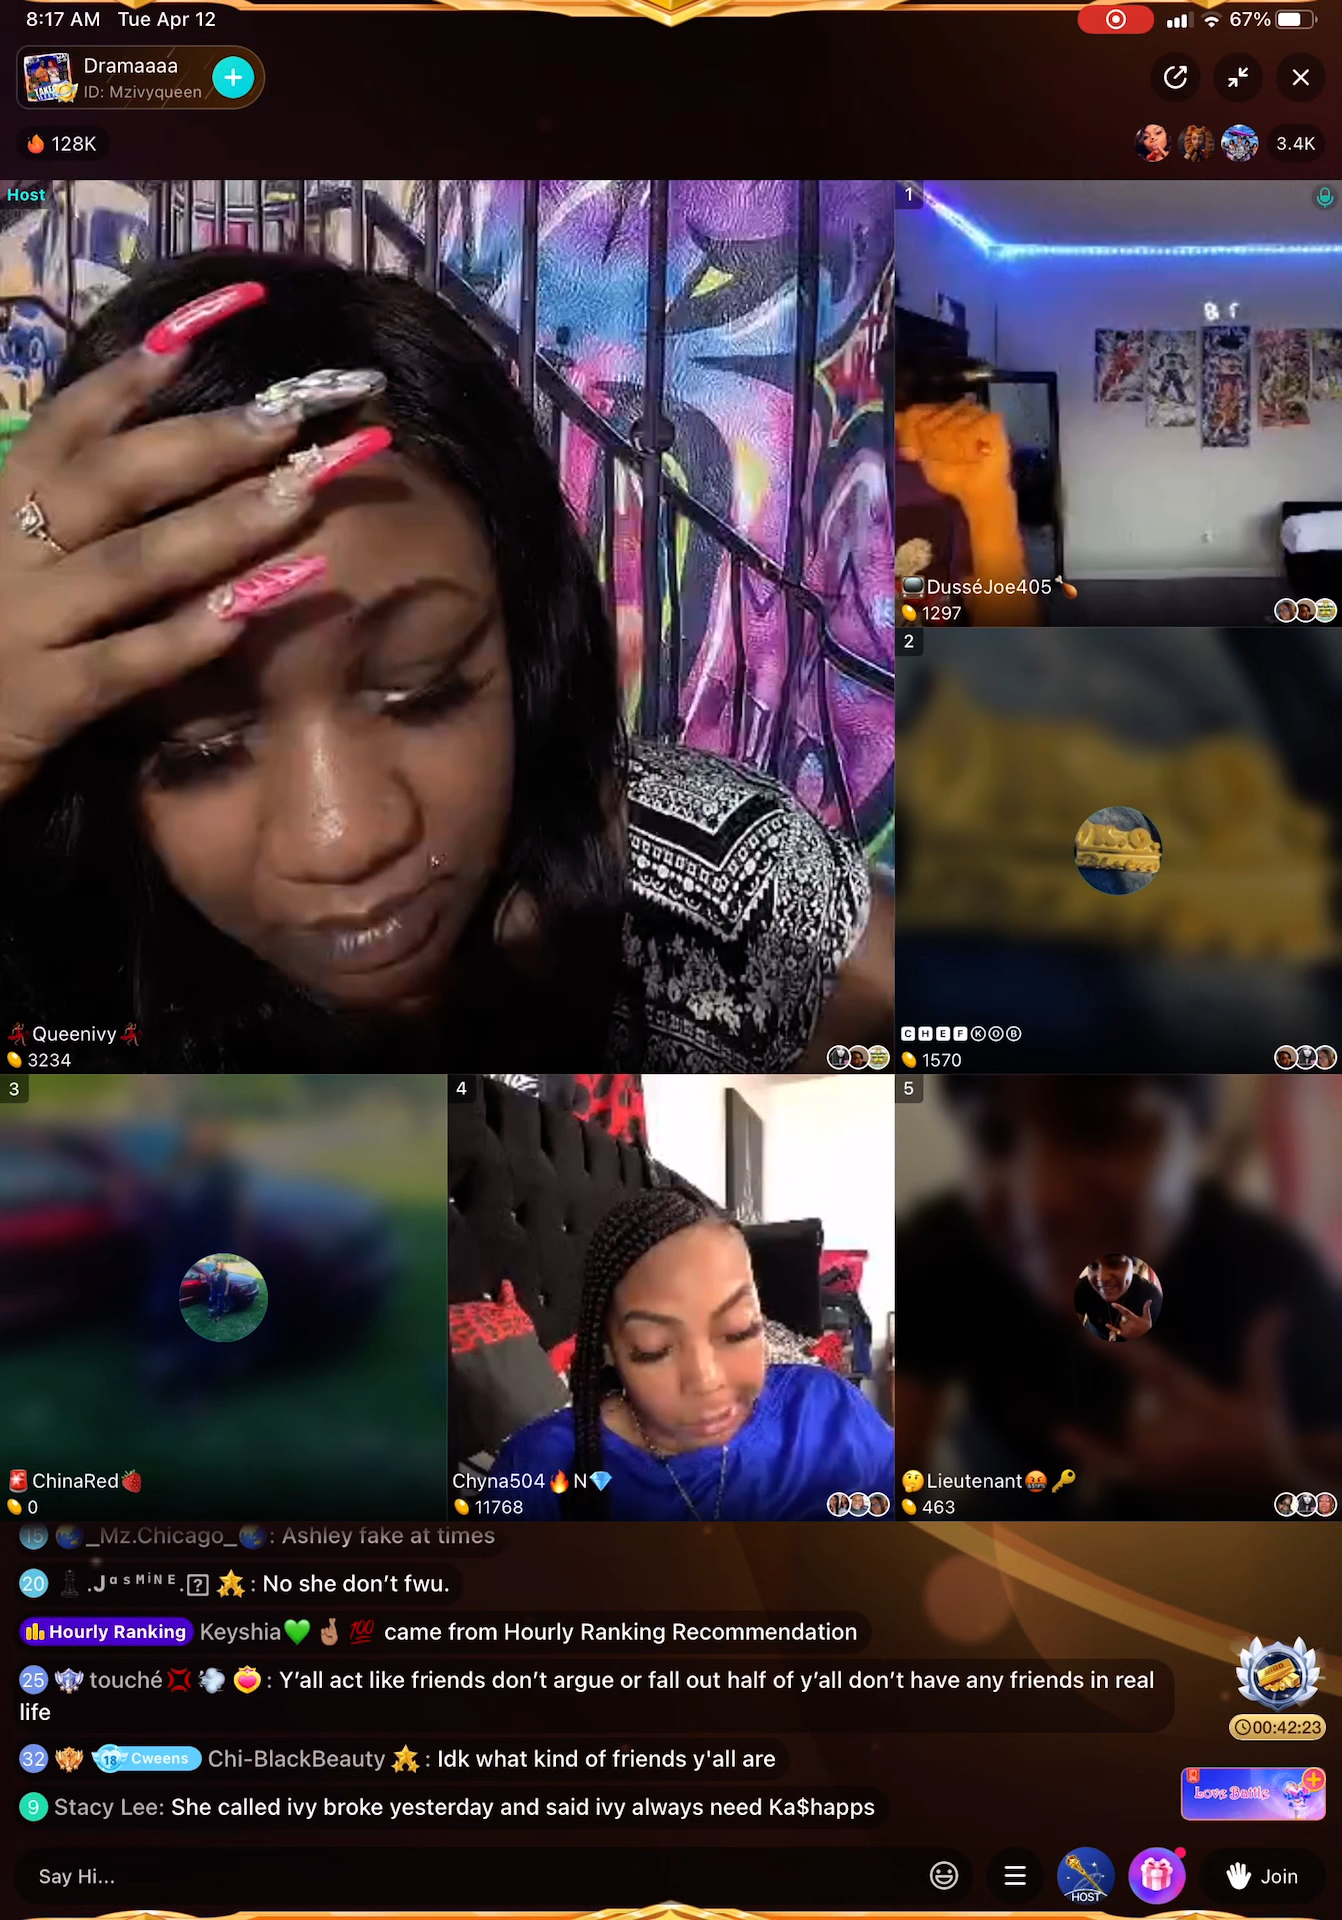 8:17 AM Tue Apr 12
67%
Dramaaaa
ID: Mzivyqueen
128K
3.4K
Host
1
DusséJoe405
1297
2
🅲🅷🅴🅵ⓀⓄⒷ
1570
Queenivy
3234
3
ChinaRed
0
4
Chyna504🔥N💎
11768
5
Lieutenant
463
15 _Mz.Chicago_: Ashley fake at times
20 .Jᵃˢᴹⁱᴺᴱ.: No she don’t fwu.
Hourly Ranking Keyshia💚🤞🏽💯 came from Hourly Ranking Recommendation
25 touché: Y’all act like friends don’t argue or fall out half of y’all don’t have any friends in real
life
00:42:23
32 18 Cweens Chi-BlackBeauty: Idk what kind of friends y'all are
Love Battle
9 Stacy Lee: She called ivy broke yesterday and said ivy always need Ka$happs
Say Hi...
HOST
Join